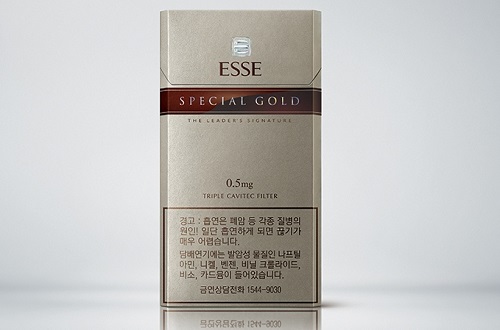 ESSE
SPECIAL GOLD
THE LEADER'S SIGNATURE
0.5mg
TRIPLE CAVITEC FILTER
경고 : 흡연은 폐암 등 각종 질병의
원인! 일단 흡연하게 되면 끊기가
매우 어렵습니다.
담배연기에는 발암성 물질인 나프틸
아민, 니켈, 벤젠, 비닐 크롤라이드,
비소, 카드뮴이 들어있습니다.
금연상담전화 1544-9030